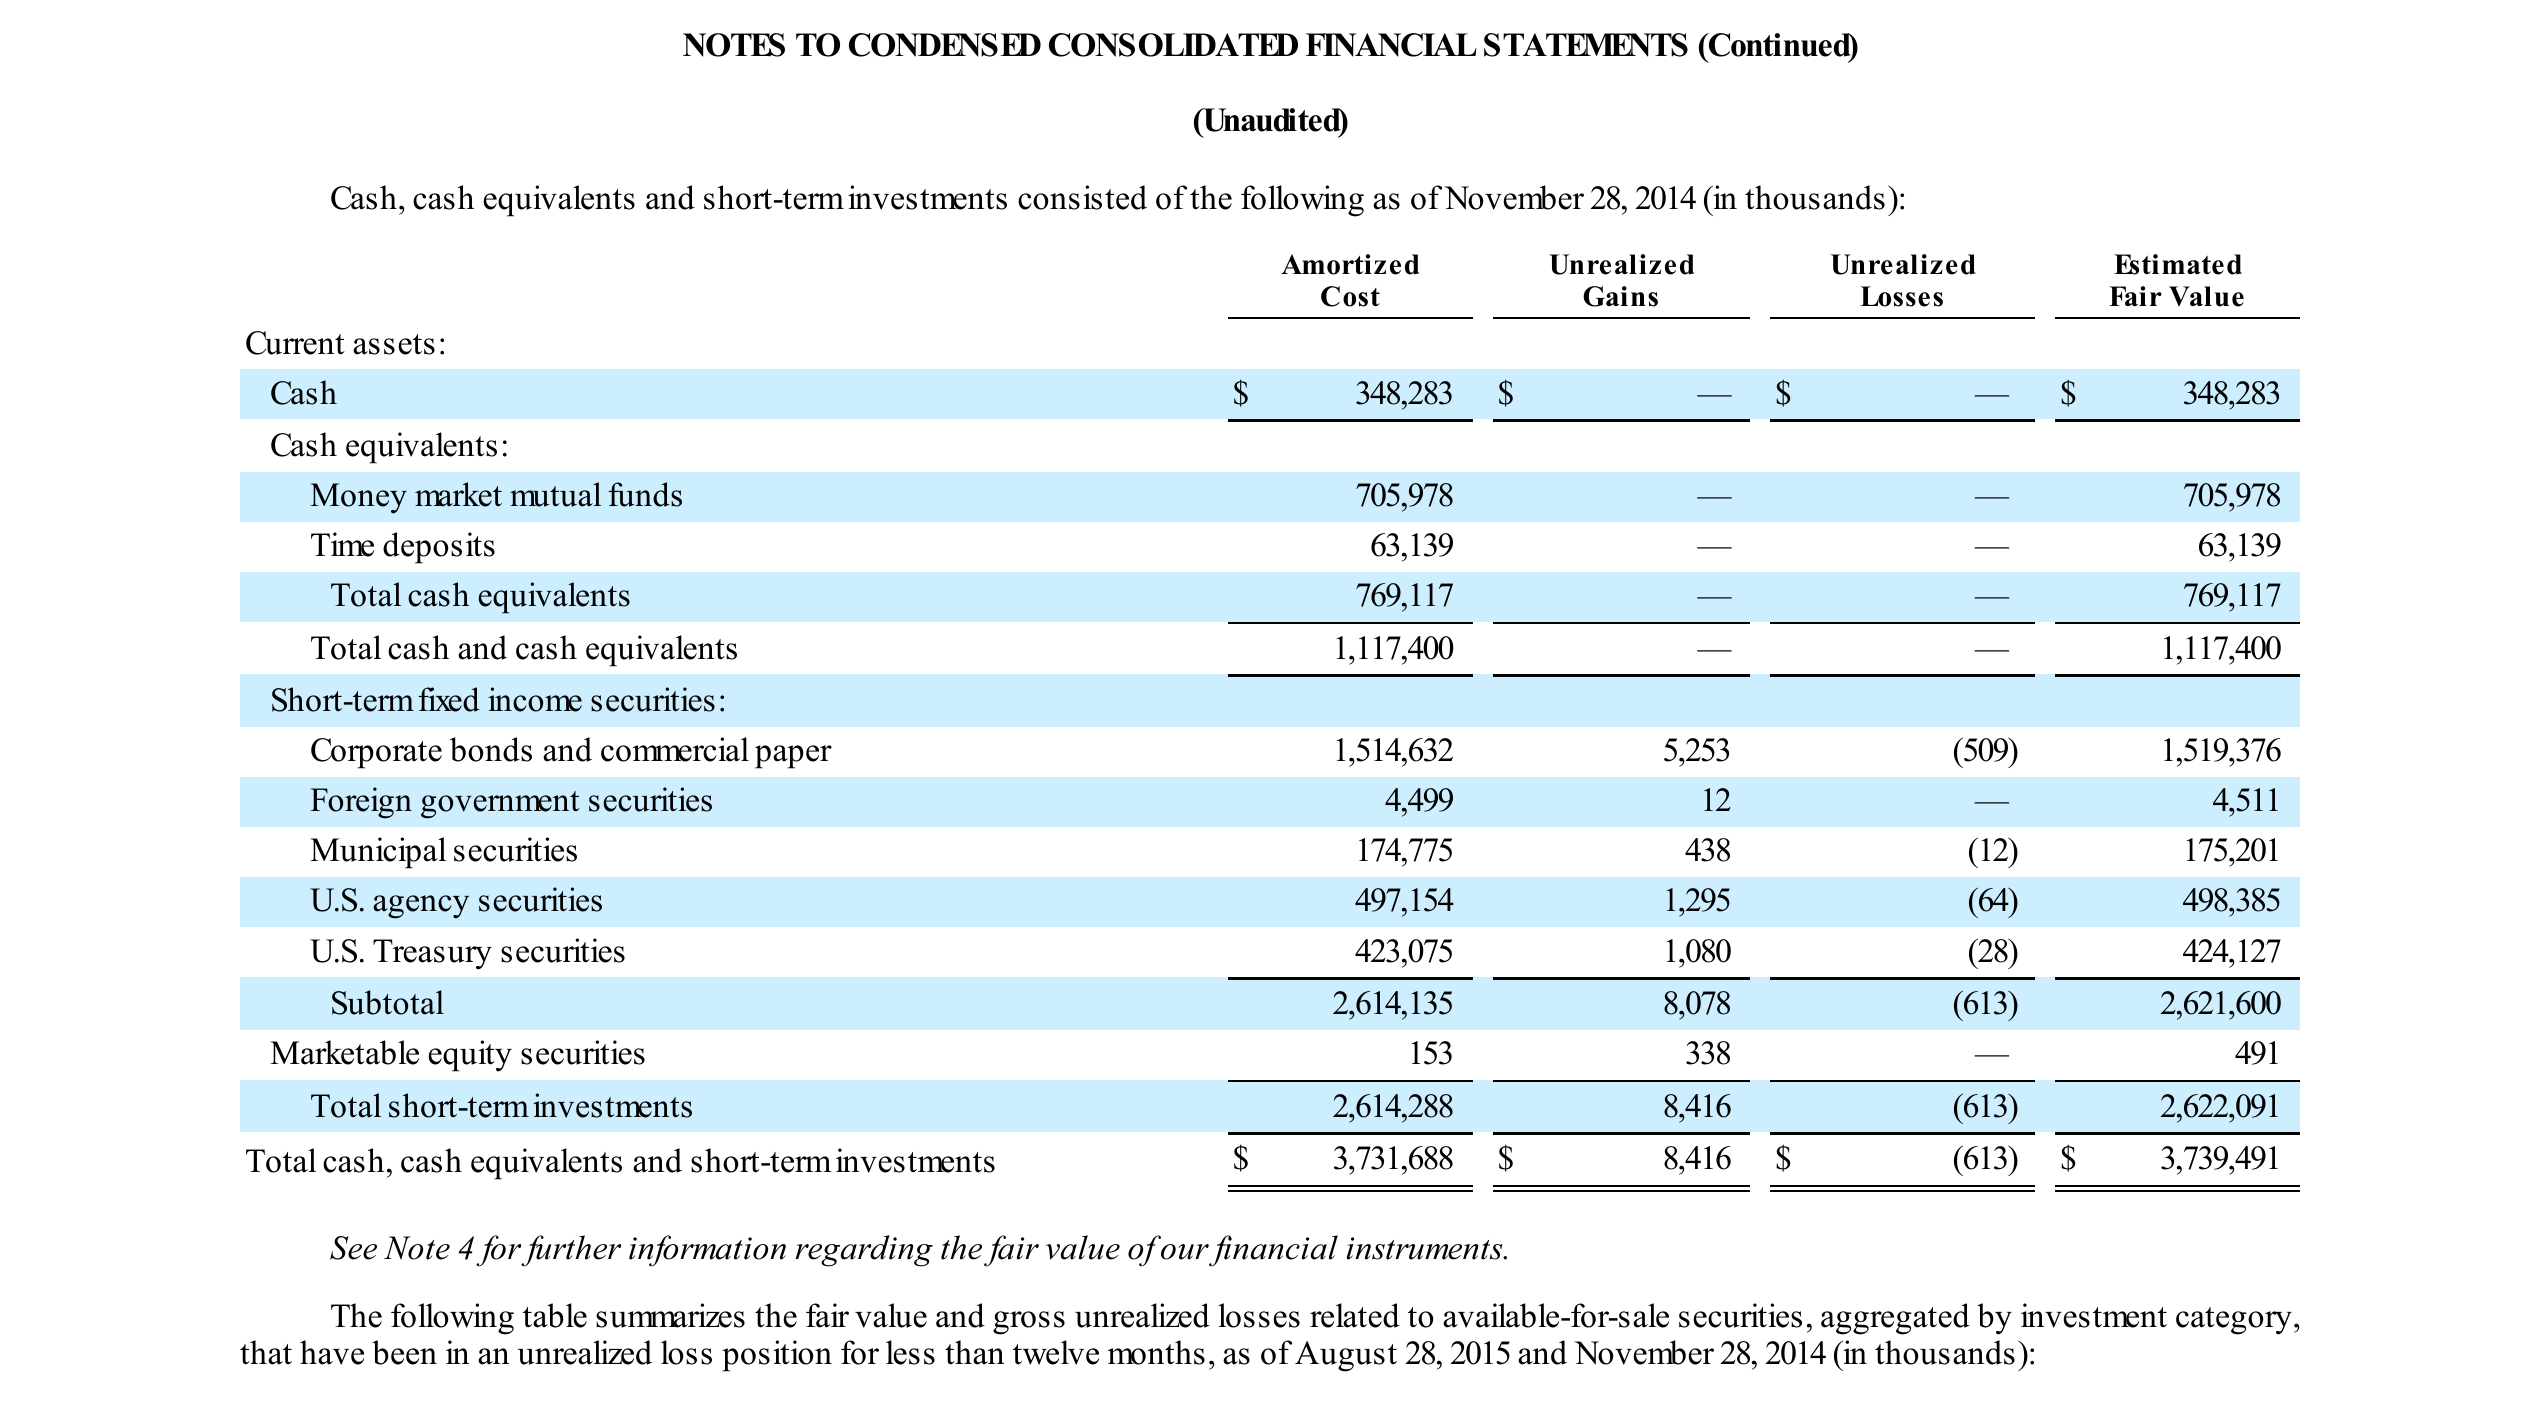 NOTES TO CONDENSED CONSOLIDATED FINANCIAL STATEMENTS (Continued)
(Unaudited)
Cash, cash equivalents and short-term investments consisted of the following as of November 28, 2014 (in thousands):
Amortized Cost Unrealized Gains Unrealized Losses Estimated Fair Value
Current assets:
Cash $ 348,283 $ — $ — $ 348,283
Cash equivalents:
Money market mutual funds 705,978 — — 705,978
Time deposits 63,139 — — 63,139
Total cash equivalents 769,117 — — 769,117
Total cash and cash equivalents 1,117,400 — — 1,117,400
Short-term fixed income securities:
Corporate bonds and commercial paper 1,514,632 5,253 (509) 1,519,376
Foreign government securities 4,499 12 — 4,511
Municipal securities 174,775 438 (12) 175,201
U.S. agency securities 497,154 1,295 (64) 498,385
U.S. Treasury securities 423,075 1,080 (28) 424,127
Subtotal 2,614,135 8,078 (613) 2,621,600
Marketable equity securities 153 338 — 491
Total short-term investments 2,614,288 8,416 (613) 2,622,091
Total cash, cash equivalents and short-term investments $ 3,731,688 $ 8,416 $ (613) $ 3,739,491
See Note 4 for further information regarding the fair value of our financial instruments.
The following table summarizes the fair value and gross unrealized losses related to available-for-sale securities, aggregated by investment category,
that have been in an unrealized loss position for less than twelve months, as of August 28, 2015 and November 28, 2014 (in thousands):